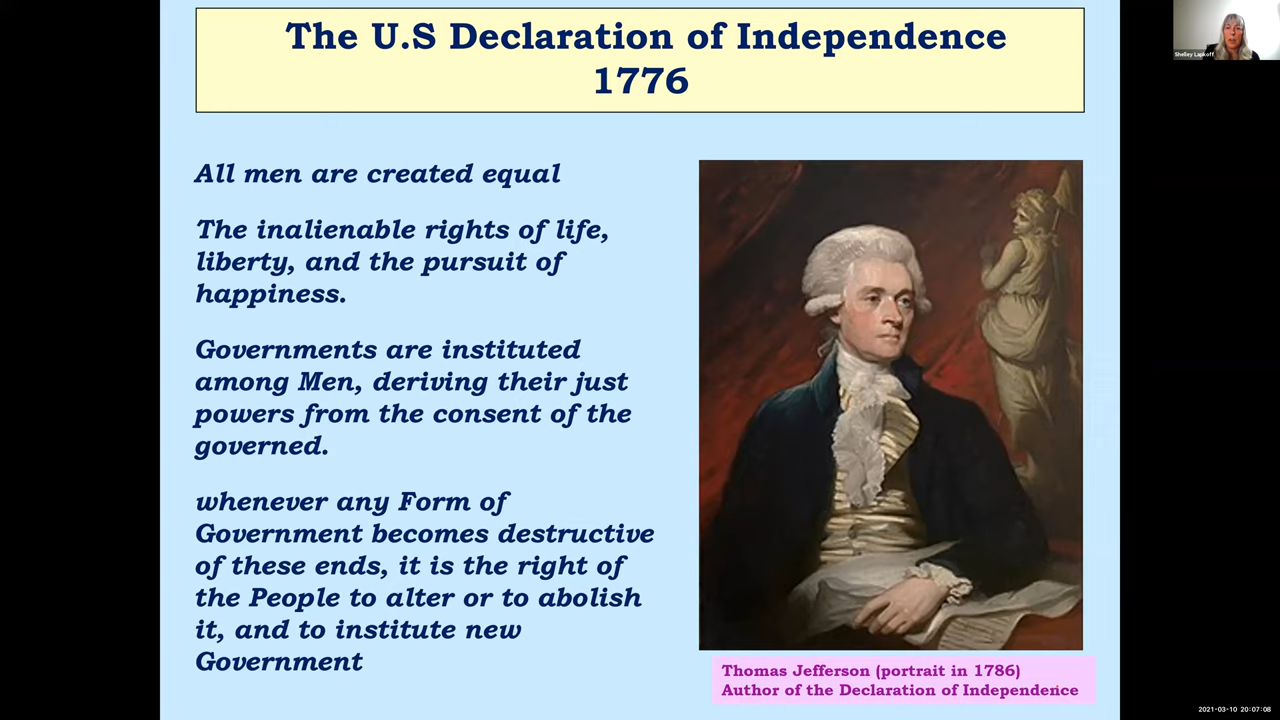 The U.S Declaration of Independence
1776
All men are created equal
The inalienable rights of life,
liberty, and the pursuit of
happiness.
Governments are instituted
among Men, deriving their just
powers from the consent of the
governed.
whenever any Form of
Government becomes destructive
of these ends, it is the right of
the People to alter or to abolish
it, and to institute new
Government
Thomas Jefferson (portrait in 1786)
Author of the Declaration of Independence
Shelley Lapkoff
2021-03-10 20:07:08